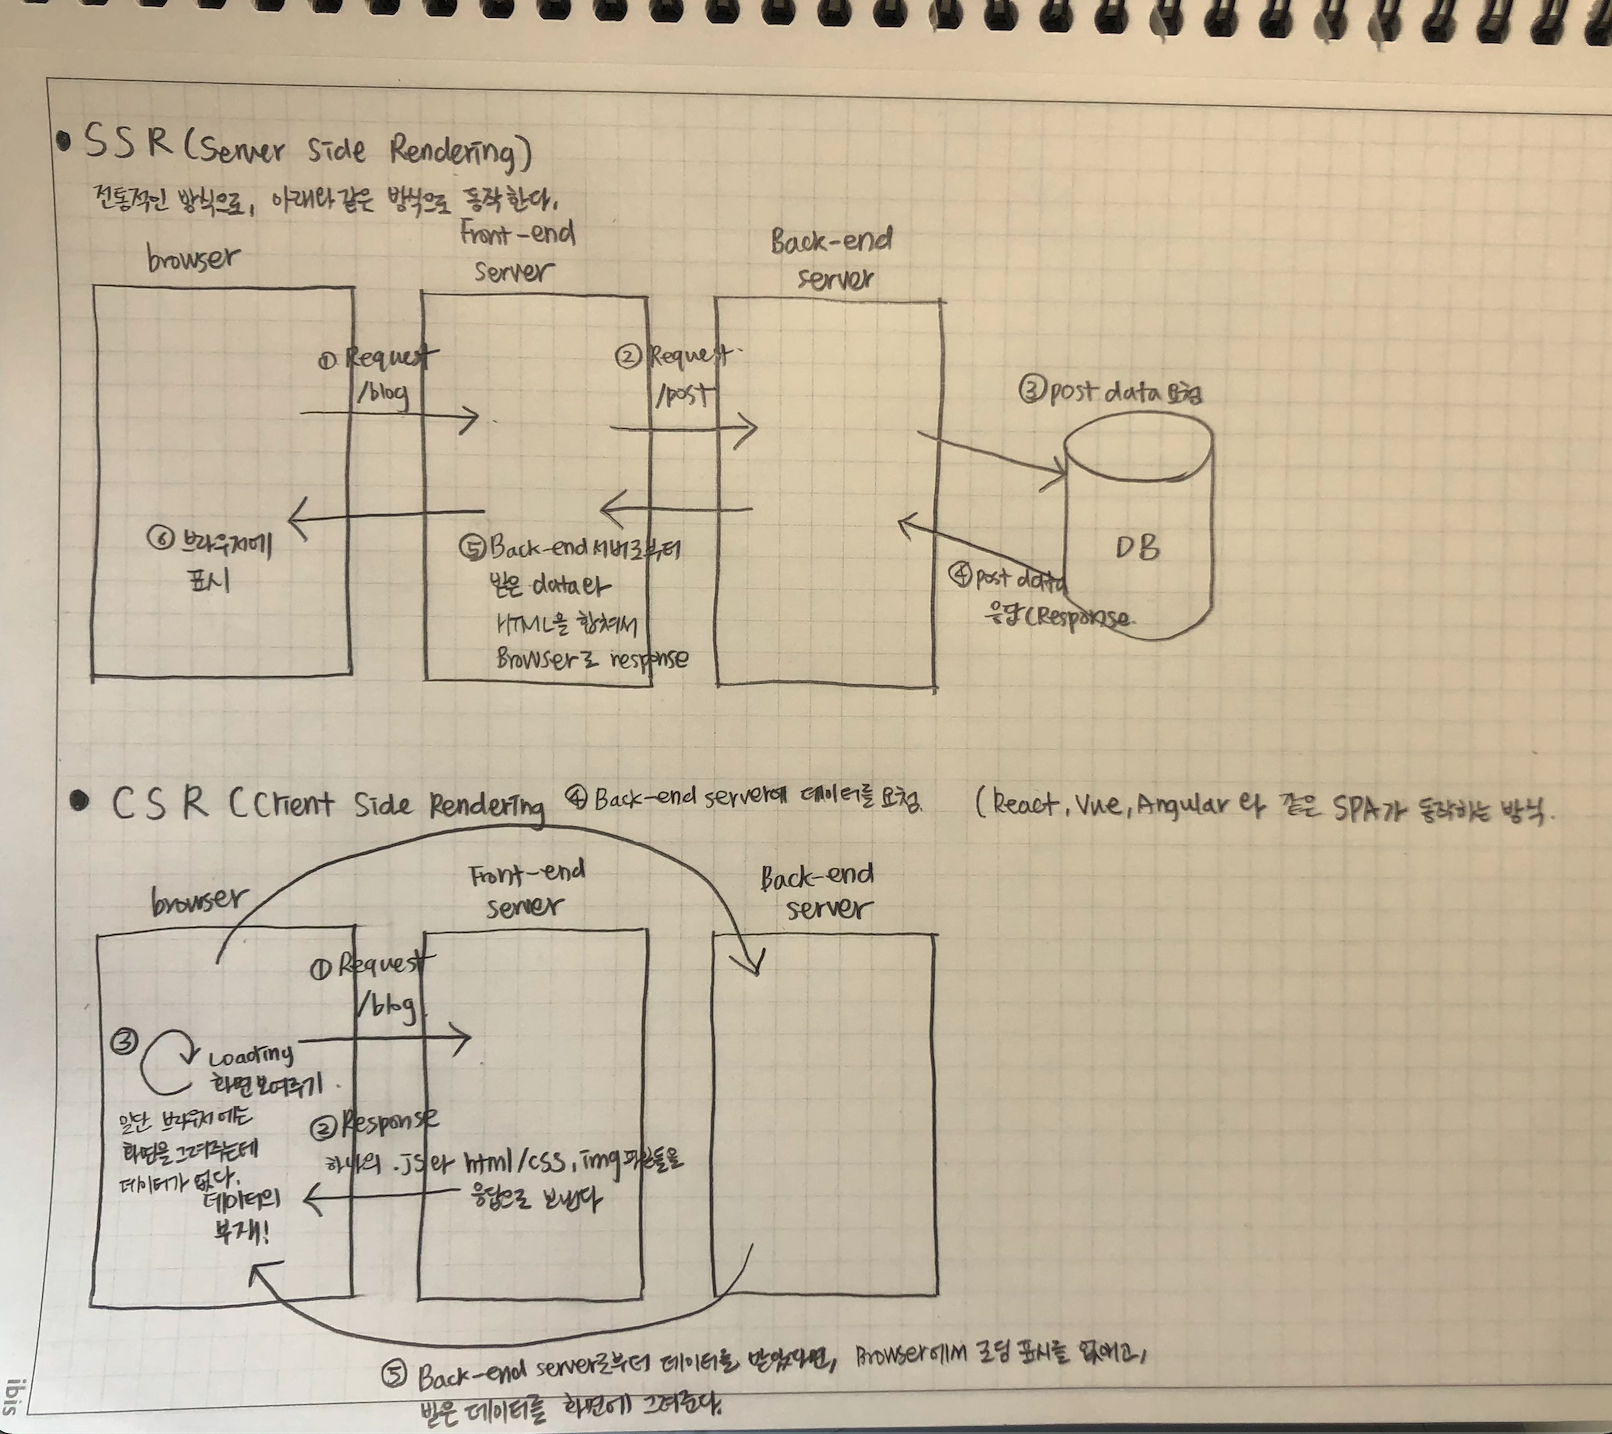 • SSR (Server Side Rendering)
전통적인 방식으로, 아래와 같은 방식으로 동작한다.
browser
Front-end
server
Back-end
server
① Request
/blog
② Request
/post
③ post data 요청
DB
④ post data
응답(Response
⑤ Back-end 서버로부터
받은 data와
HTML을 합쳐서
Browser로 response
⑥ 브라우저에
표시
• CSR (Client Side Rendering
④ Back-end server에 데이터를 요청.
(React, Vue, Angular 와 같은 SPA가 동작하는 방식.
browser
Front-end
server
Back-end
server
① Request
/blog
③
Loading
화면 보여주기.
일단 브라우저에는
화면을 그려주는데
데이터가 없다.
데이터의
부재!
② Response
하나의 .js와 html/css, img파일들을
응답으로 보낸다
⑤ Back-end server로부터 데이터를 받았다면, Browser에서 로딩 표시를 없애고,
받은 데이터를 화면에 그려준다.
ibis